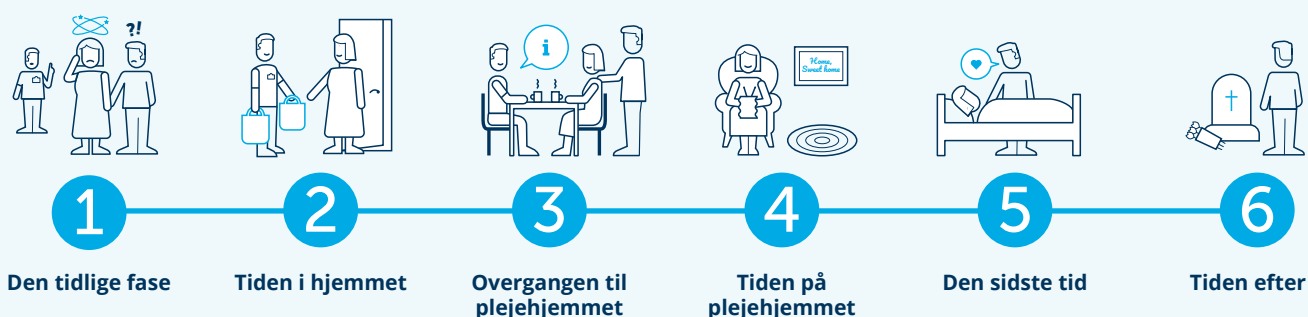 ?!
i
Home,
Sweet home
1
2
3
4
5
6
Den tidlige fase
Tiden i hjemmet
Overgangen til
plejehjemmet
Tiden på
plejehjemmet
Den sidste tid
Tiden efter